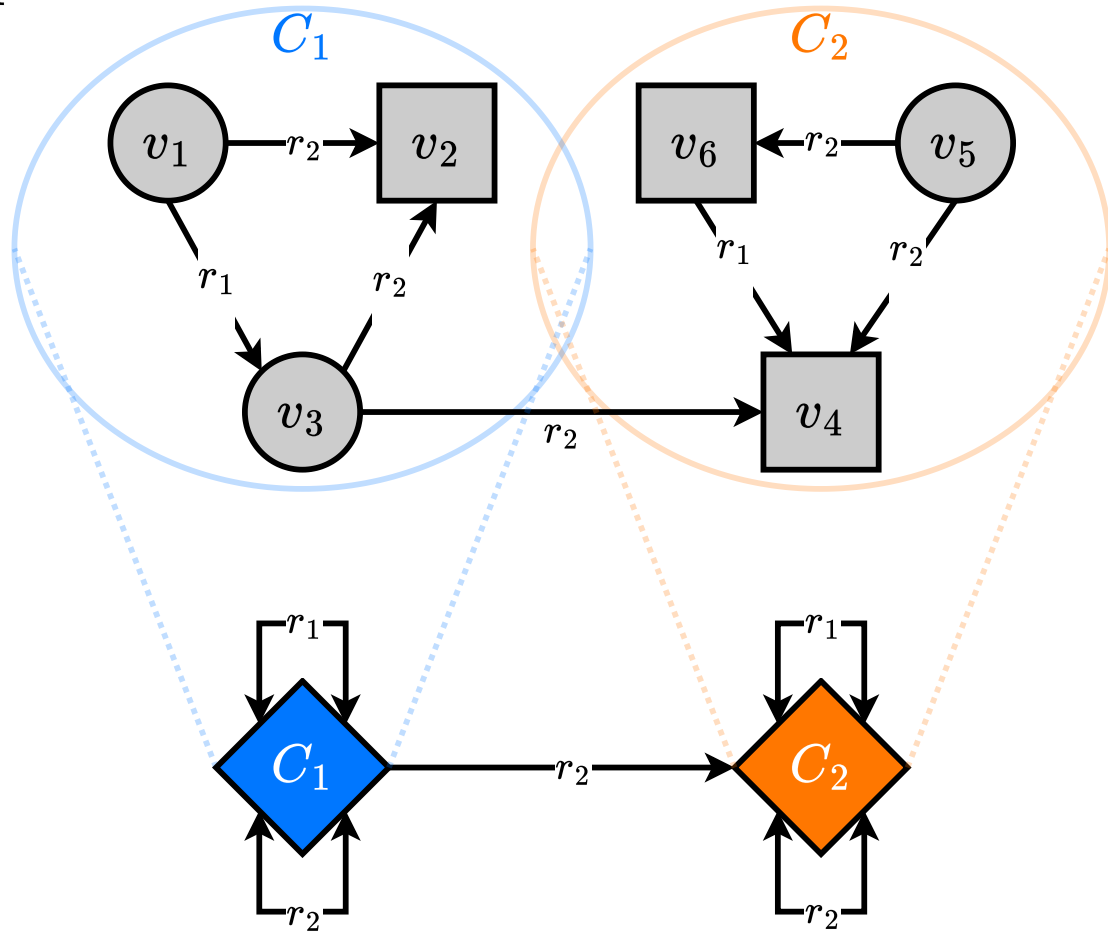 C₁ C₂
v₁ r₂ v₂ v₆ r₂ v₅
r₁ r₂ r₁ r₂
v₃ r₂ v₄
r₁ r₁
C₁ r₂ C₂
r₂ r₂